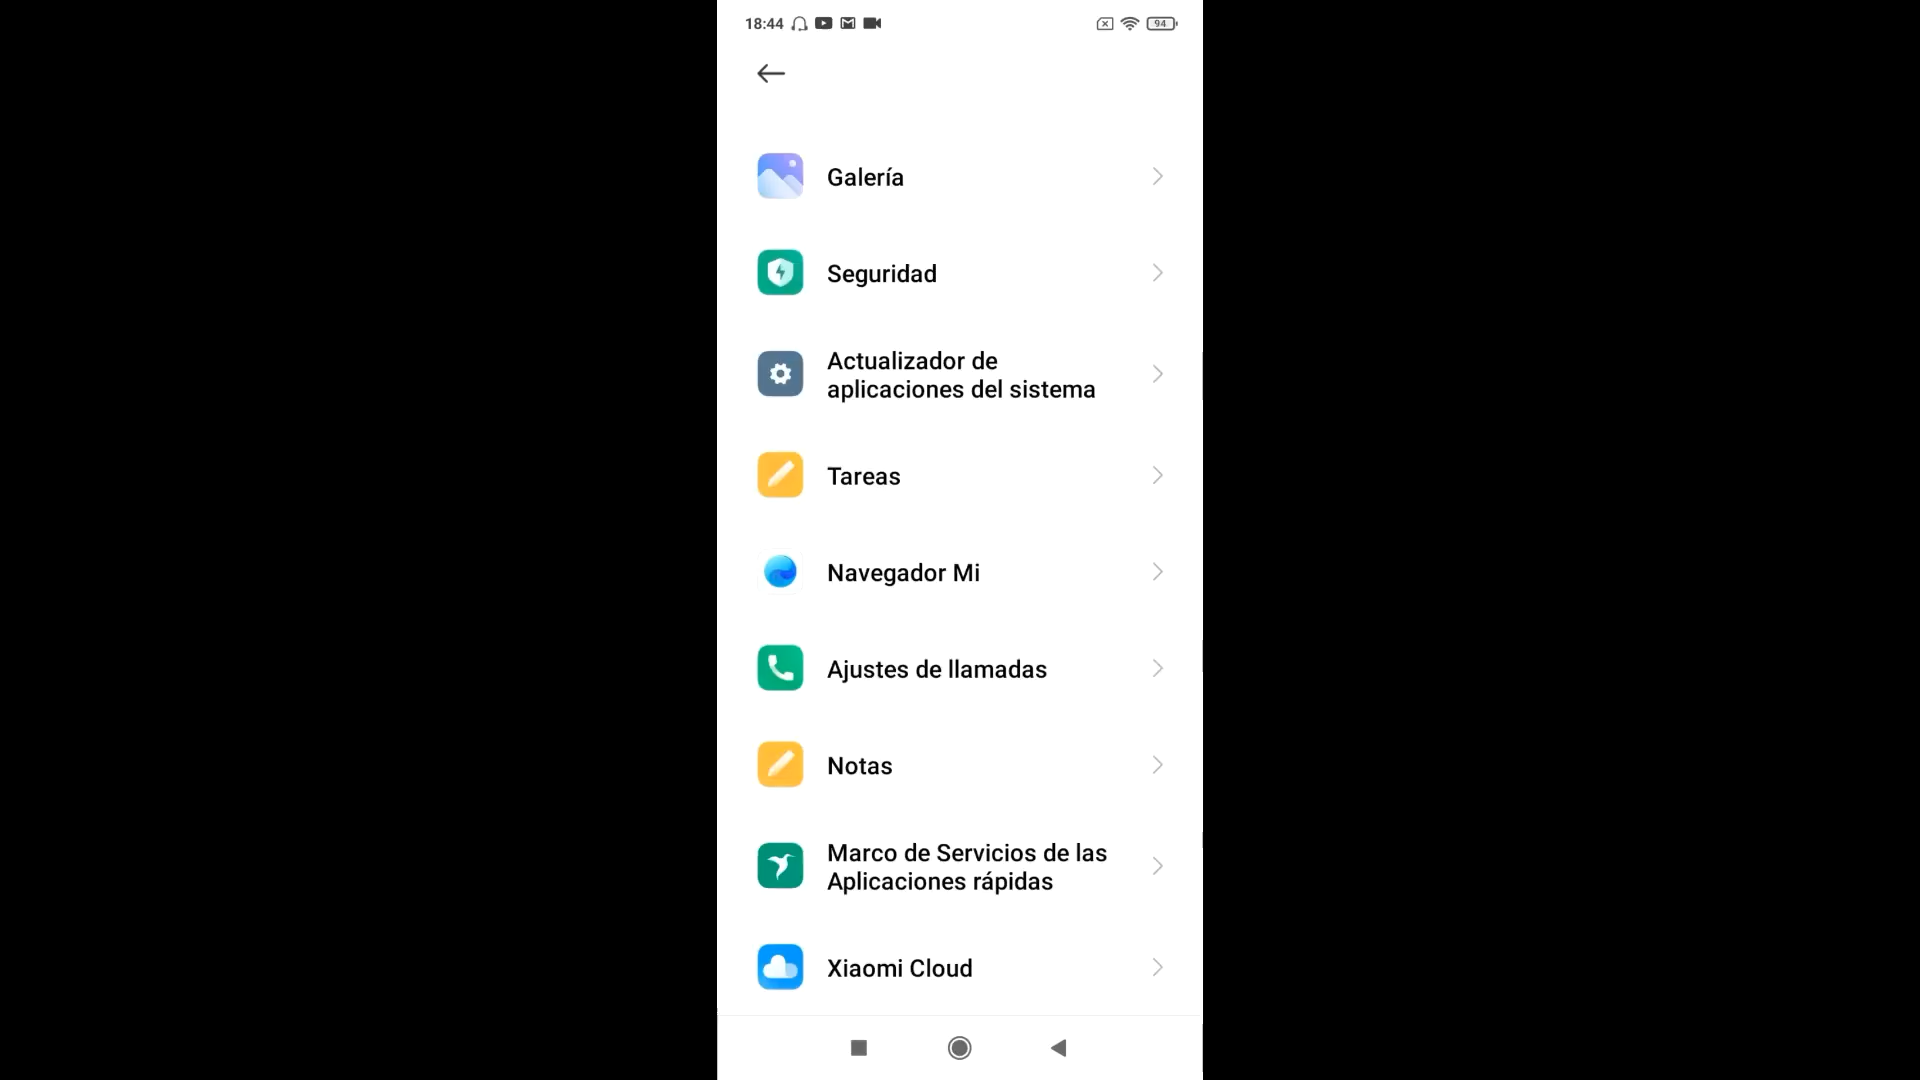 18:44
94
Galería
Seguridad
Actualizador de
aplicaciones del sistema
Tareas
Navegador Mi
Ajustes de llamadas
Notas
Marco de Servicios de las
Aplicaciones rápidas
Xiaomi Cloud